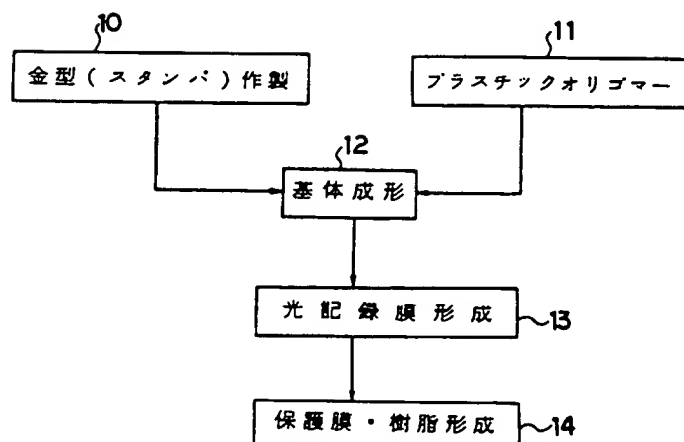 10
金型(スタンパ)作製
11
プラスチックオリゴマー
12
基体成形
光記録膜形成
13
保護膜・樹脂形成
14